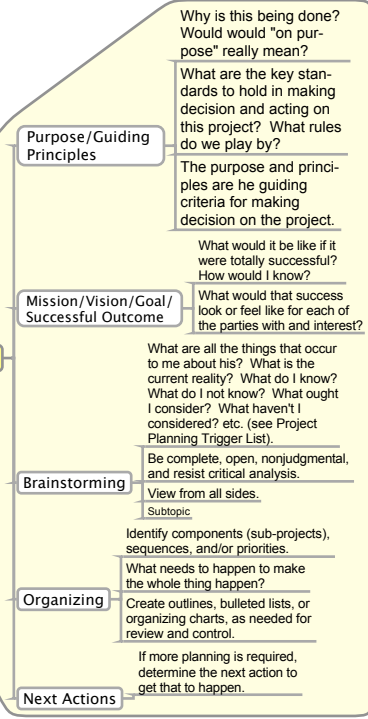 Why is this being done?
Would would "on pur-
pose" really mean?
What are the key stan-
dards to hold in making
decision and acting on
this project? What rules
do we play by?
Purpose/Guiding
Principles
The purpose and princi-
ples are he guiding
criteria for making
decision on the project.
What would it be like if it
were totally successful?
How would I know?
Mission/Vision/Goal/
Successful Outcome
What would that success
look or feel like for each of
the parties with and interest?
What are all the things that occur
to me about his? What is the
current reality? What do I know?
What do I not know? What ought
I consider? What haven't I
considered? etc. (see Project
Planning Trigger List).
Brainstorming
Be complete, open, nonjudgmental,
and resist critical analysis.
View from all sides.
Subtopic
Identify components (sub-projects),
sequences, and/or priorities.
What needs to happen to make
the whole thing happen?
Organizing
Create outlines, bulleted lists, or
organizing charts, as needed for
review and control.
If more planning is required,
determine the next action to
get that to happen.
Next Actions